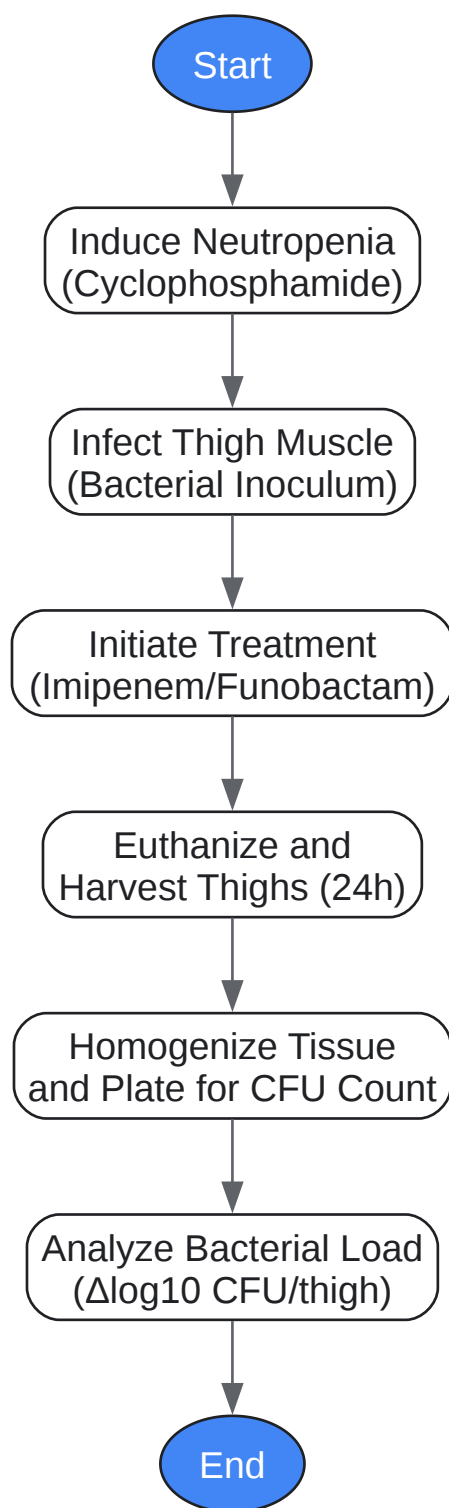 Start
Induce Neutropenia
(Cyclophosphamide)
Infect Thigh Muscle
(Bacterial Inoculum)
Initiate Treatment
(Imipenem/Funobactam)
Euthanize and
Harvest Thighs (24h)
Homogenize Tissue
and Plate for CFU Count
Analyze Bacterial Load
(Δlog10 CFU/thigh)
End